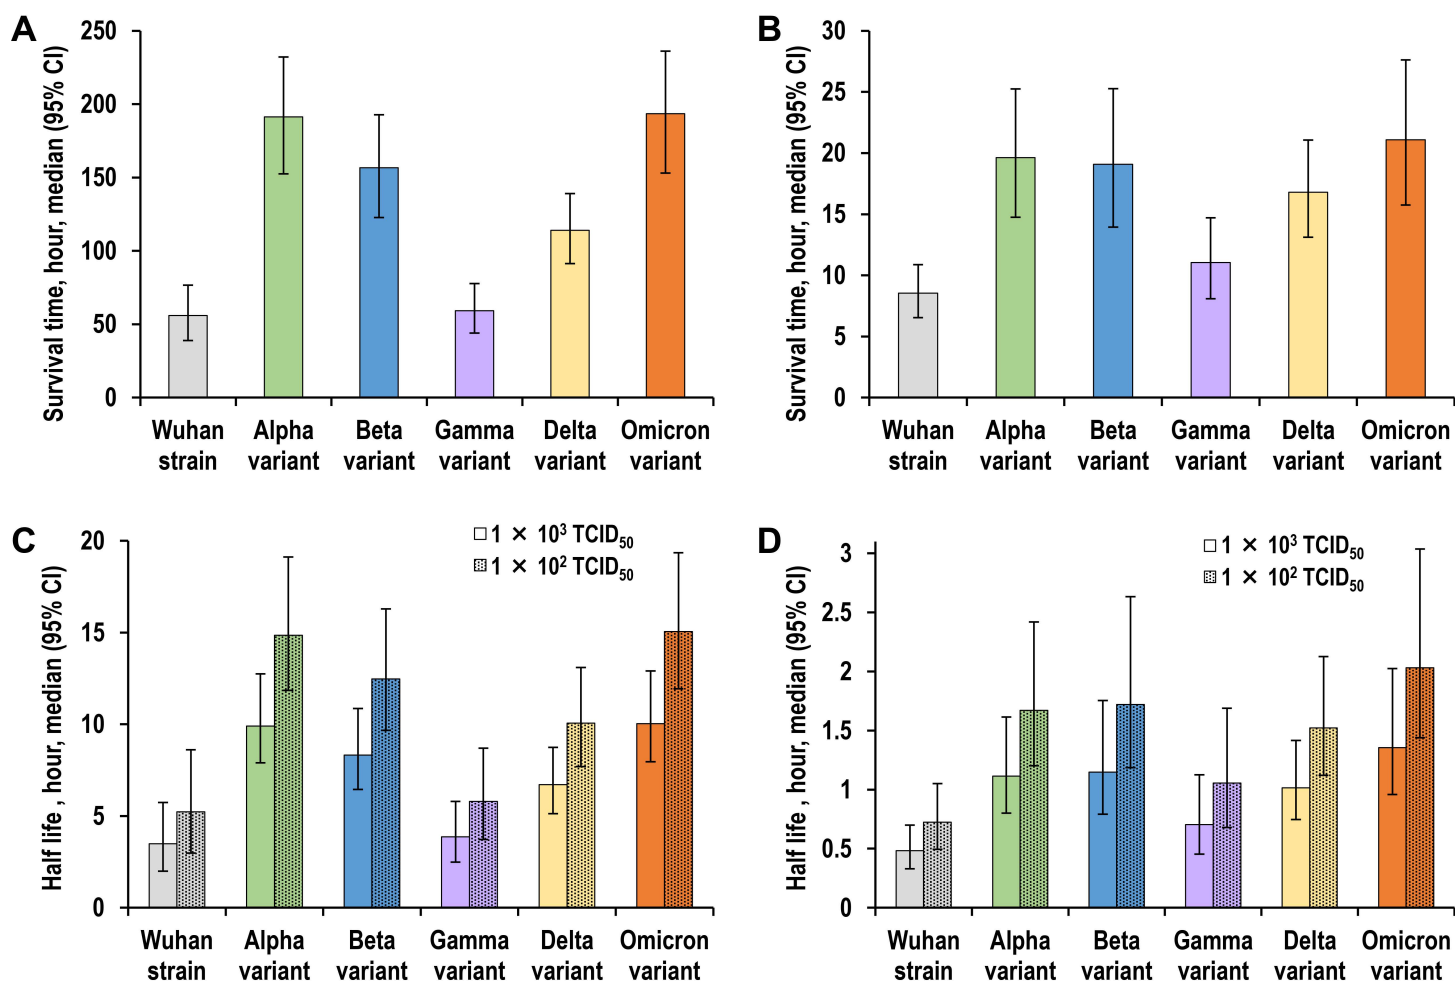 A
Survival time, hour, median (95% CI)
250
200
150
100
50
0
Wuhan strain
Alpha variant
Beta variant
Gamma variant
Delta variant
Omicron variant
B
Survival time, hour, median (95% CI)
30
25
20
15
10
5
0
Wuhan strain
Alpha variant
Beta variant
Gamma variant
Delta variant
Omicron variant
C
Half life , hour, median (95% CI)
20
15
10
5
0
1 × 10³ TCID₅₀
1 × 10² TCID₅₀
Wuhan strain
Alpha variant
Beta variant
Gamma variant
Delta variant
Omicron variant
D
Half life , hour, median (95% CI)
3
2.5
2
1.5
1
0.5
0
1 × 10³ TCID₅₀
1 × 10² TCID₅₀
Wuhan strain
Alpha variant
Beta variant
Gamma variant
Delta variant
Omicron variant